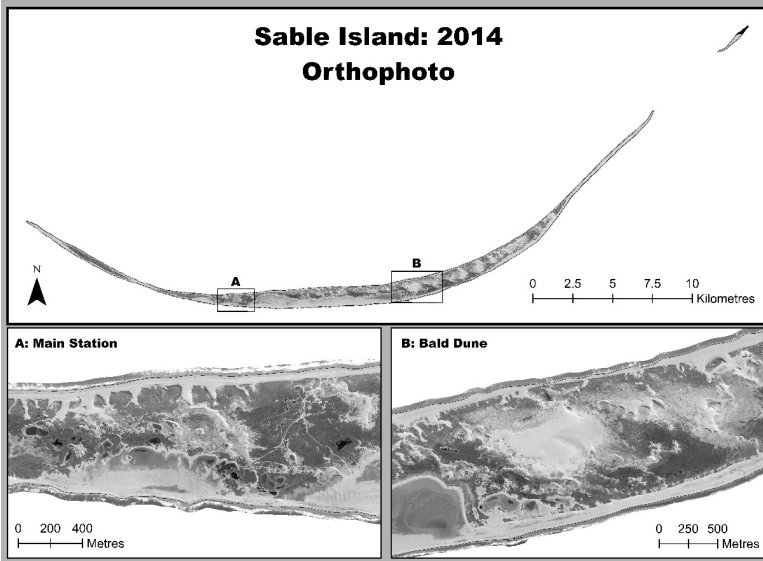 Sable Island: 2014
Orthophoto
N
A
B
0 2.5 5 7.5 10
Kilometres
A: Main Station
0 200 400
Metres
B: Bald Dune
0 250 500
Metres